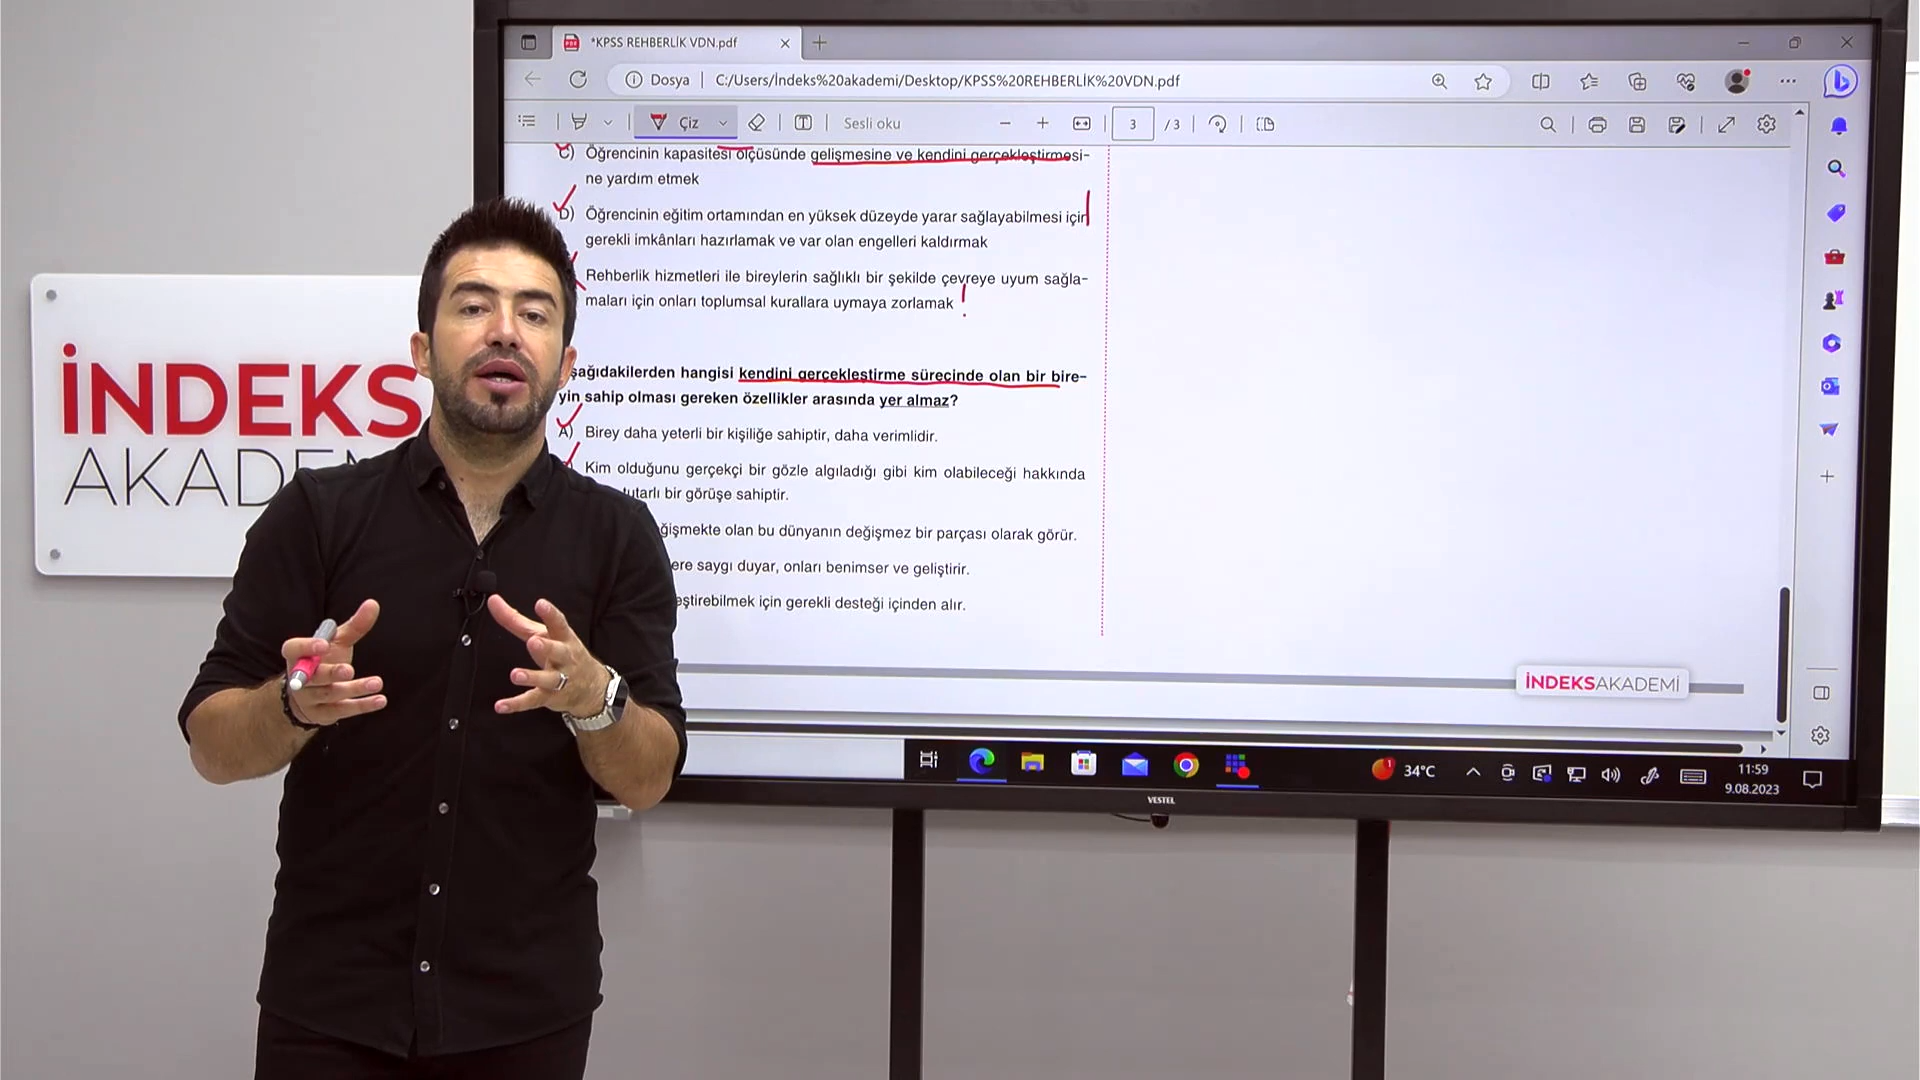 *KPSS REHBERLİK VDN.pdf
Dosya | C:/Users/İndeks%20akademi/Desktop/KPSS%20REHBERLİK%20VDN.pdf
Çiz
Sesli oku
3 / 3
C) Öğrencinin kapasitesi ölçüsünde gelişmesine ve kendini gerçekleştirmesi-
ne yardım etmek
D) Öğrencinin eğitim ortamından en yüksek düzeyde yarar sağlayabilmesi için
gerekli imkânları hazırlamak ve var olan engelleri kaldırmak
Rehberlik hizmetleri ile bireylerin sağlıklı bir şekilde çevreye uyum sağla-
maları için onları toplumsal kurallara uymaya zorlamak !
şağıdakilerden hangisi kendini gerçekleştirme sürecinde olan bir bire-
yin sahip olması gereken özellikler arasında yer almaz?
A) Birey daha yeterli bir kişiliğe sahiptir, daha verimlidir.
Kim olduğunu gerçekçi bir gözle algıladığı gibi kim olabileceği hakkında
tutarlı bir görüşe sahiptir.
ğişmekte olan bu dünyanın değişmez bir parçası olarak görür.
ere saygı duyar, onları benimser ve geliştirir.
eştirebilmek için gerekli desteği içinden alır.
İNDEKSAKADEMİ
34°C
11:59
9.08.2023
VESTEL
İNDEKS
AKADEM